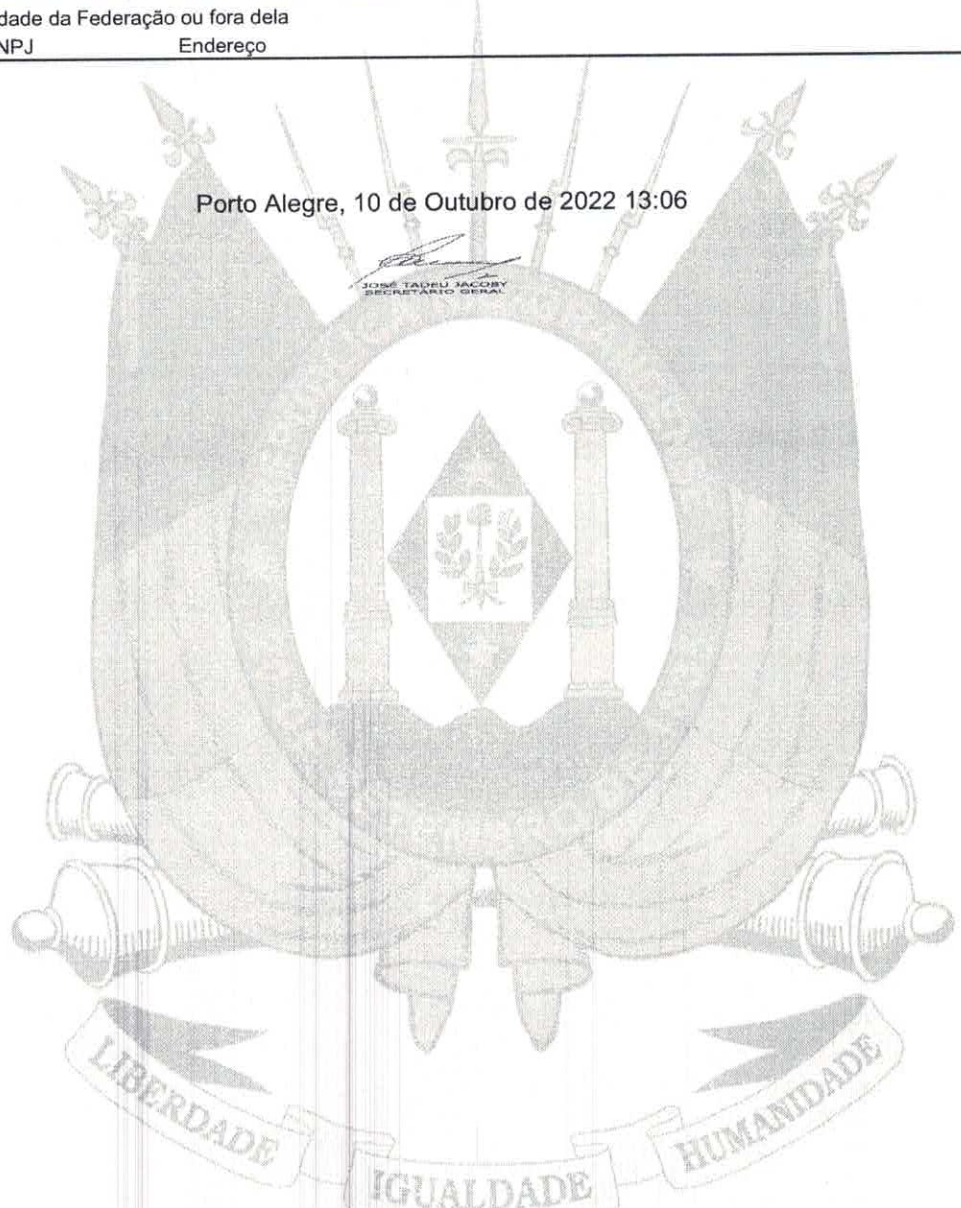 dade da Federação ou fora dela
NPJ Endereço
Porto Alegre, 10 de Outubro de 2022 13:06
JOSÉ TADEU JACOBY
SECRETÁRIO GERAL
LIBERDADE
IGUALDADE
HUMANIDADE